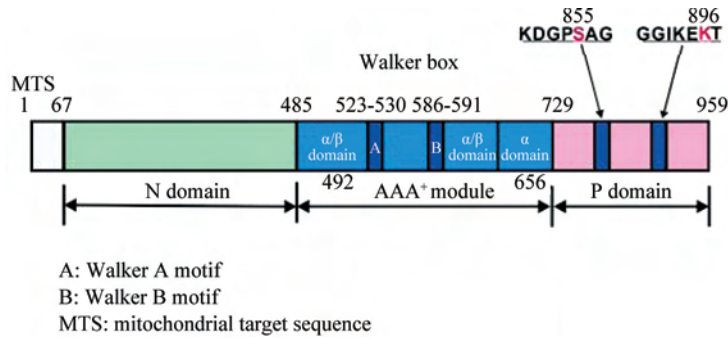 855 896
KDGPSAG GGIKEKT
Walker box
MTS
1 67 485 523-530 586-591 729 959
α/β domain A B α/β domain α domain
492 656
N domain AAA+ module P domain
A: Walker A motif
B: Walker B motif
MTS: mitochondrial target sequence